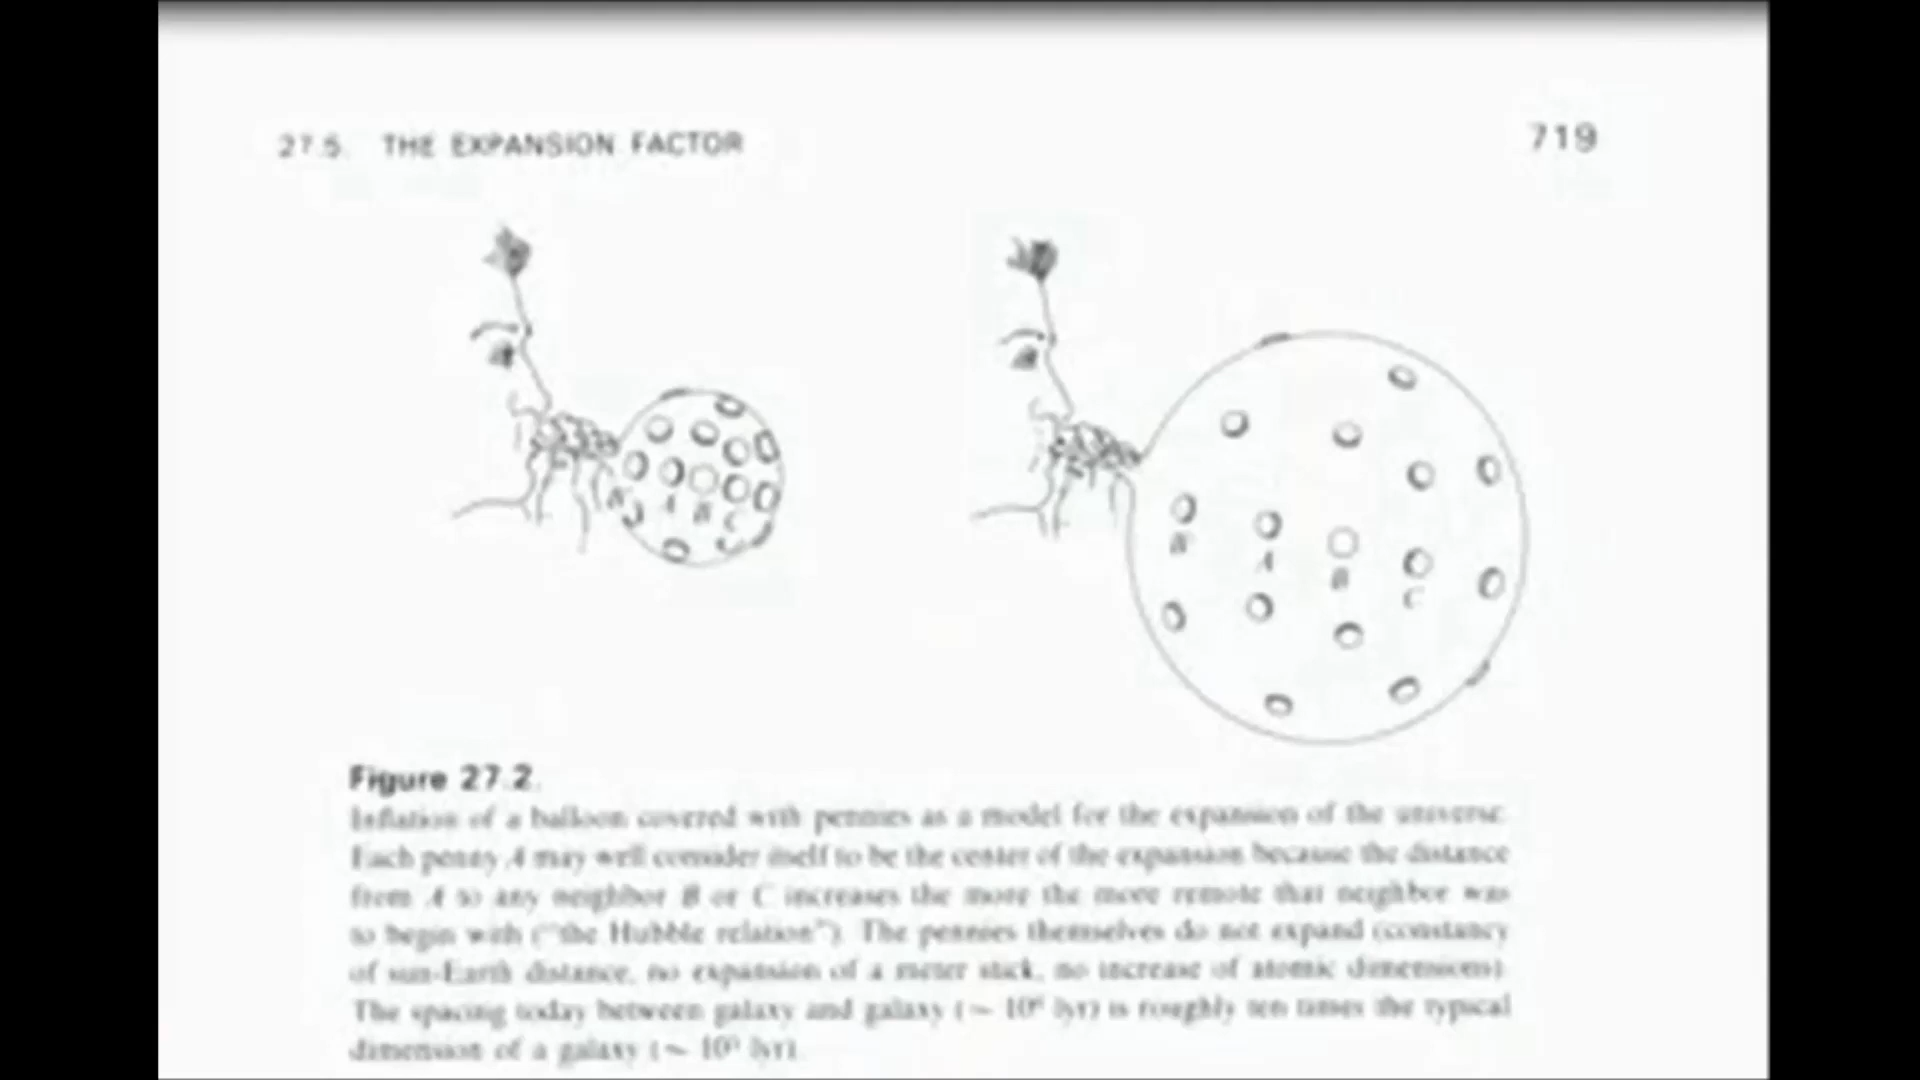 27.5. THE EXPANSION FACTOR
719
B'
A
B
C
B'
A
B
C
Figure 27.2.
Inflation of a balloon covered with pennies as a model for the expansion of the universe.
Each penny A may well consider itself to be the center of the expansion because the distance
from A to any neighbor B or C increases the more the more remote that neighbor was
to begin with ("the Hubble relation"). The pennies themselves do not expand (constancy
of sun-Earth distance, no expansion of a meter stick, no increase of atomic dimensions).
The spacing today between galaxy and galaxy (~ 10⁶ lyr) is roughly ten times the typical
dimension of a galaxy (~ 10⁵ lyr).